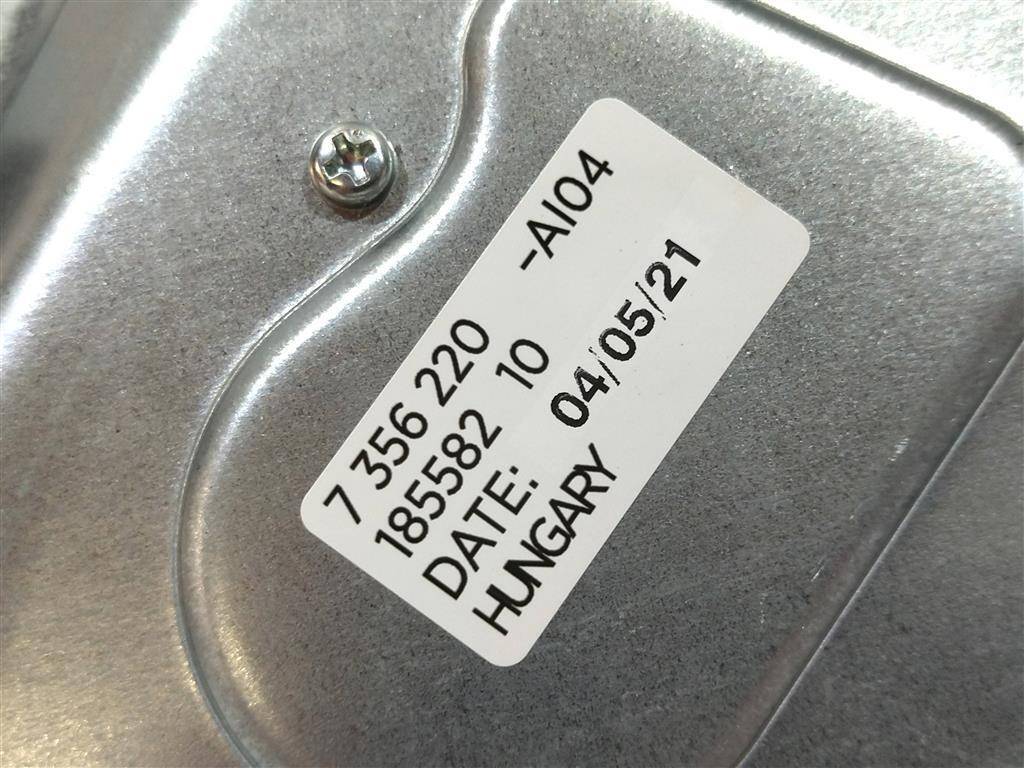 7 356 220 -AI04
185582 10
DATE: 04/05/21
HUNGARY